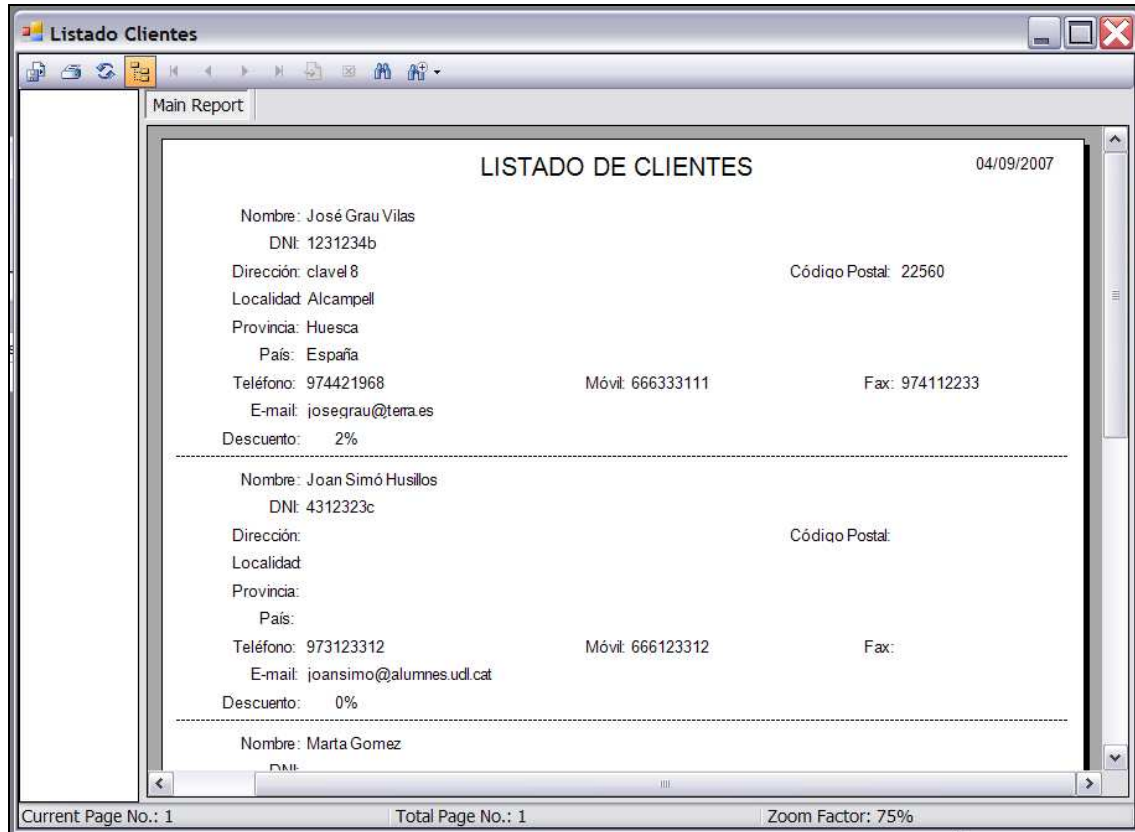 Listado Clientes
Main Report
LISTADO DE CLIENTES 04/09/2007
Nombre: José Grau Vilas
DNI: 1231234b
Dirección: clavel 8 Código Postal: 22560
Localidad: Alcampell
Provincia: Huesca
País: España
Teléfono: 974421968 Móvil: 666333111 Fax: 974112233
E-mail: josegrau@terra.es
Descuento: 2%
Nombre: Joan Simó Husillos
DNI: 4312323c
Dirección: Código Postal:
Localidad:
Provincia:
País:
Teléfono: 973123312 Móvil: 666123312 Fax:
E-mail: joansimo@alumnes.udl.cat
Descuento: 0%
Nombre: Marta Gomez
DNI:
Current Page No.: 1 Total Page No.: 1 Zoom Factor: 75%